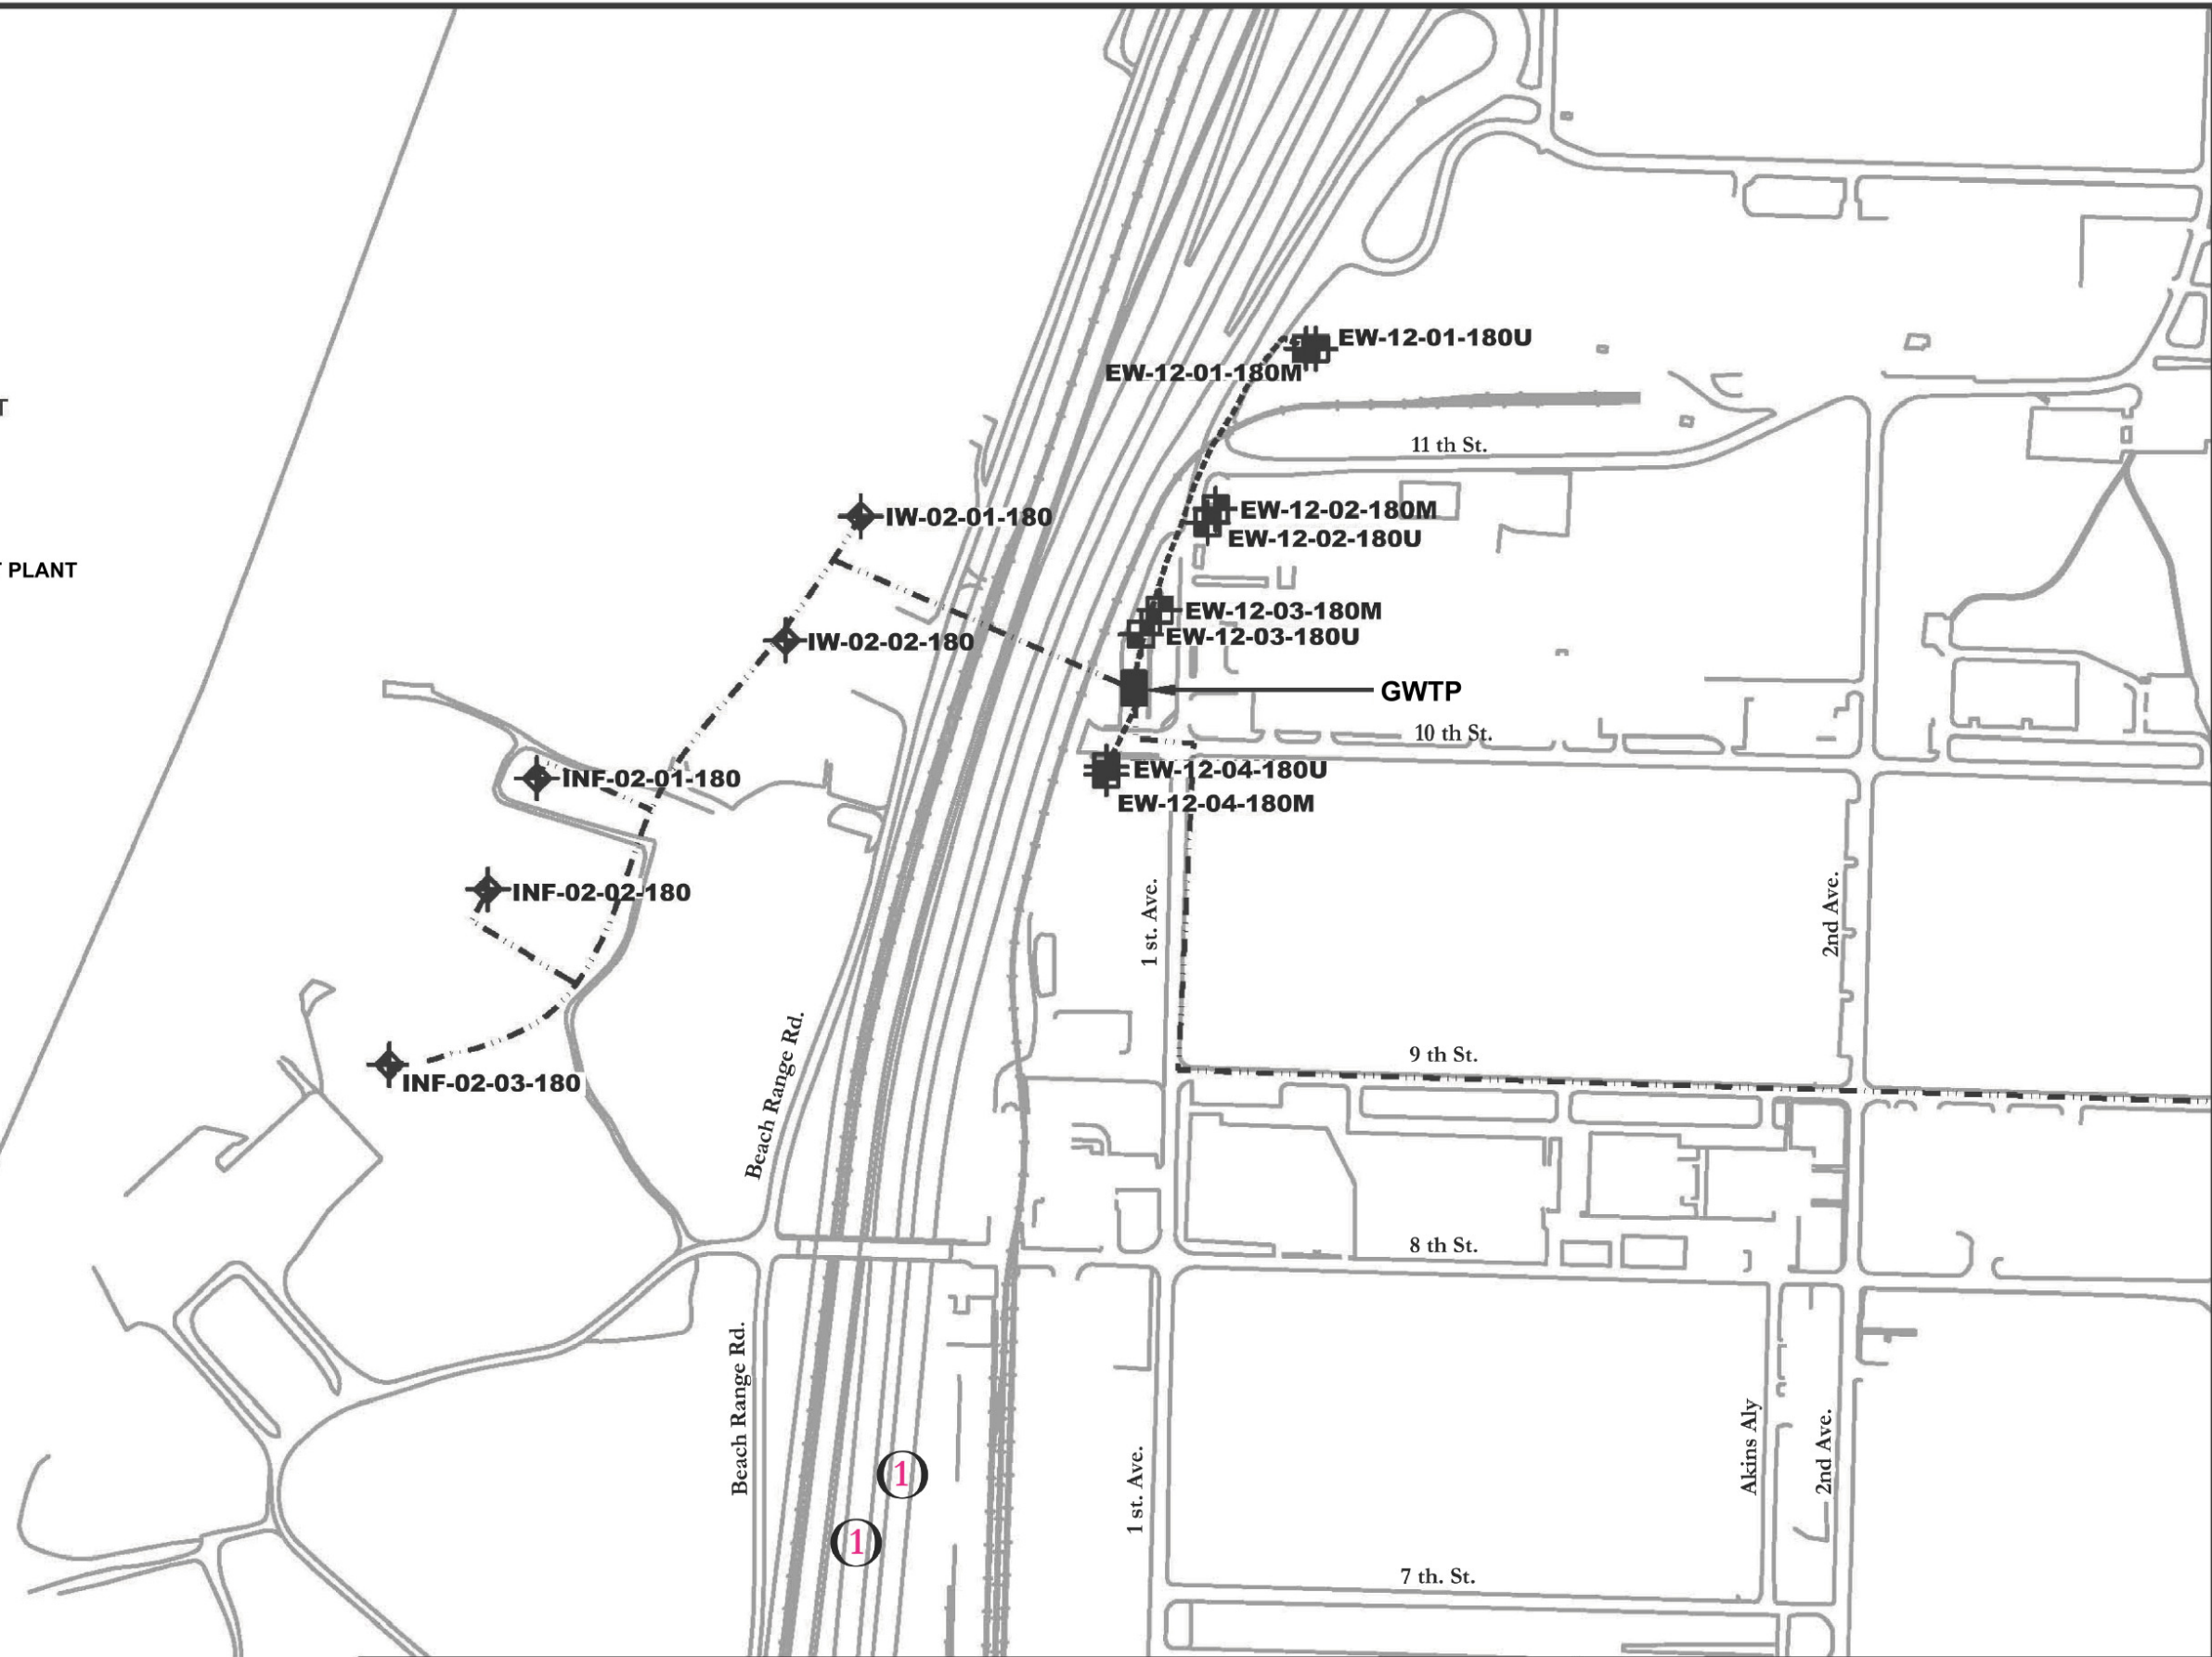 EW-12-01-180U
EW-12-01-180M
T
11 th St.
EW-12-02-180M
IW-02-01-180
EW-12-02-180U
PLANT
EW-12-03-180M
EW-12-03-180U
IW-02-02-180
GWTP
10 th St.
EW-12-04-180U
INF-02-01-180
EW-12-04-180M
INF-02-02-180
1 st. Ave.
2nd Ave.
9 th St.
INF-02-03-180
Beach Range Rd.
8 th St.
Beach Range Rd.
Akins Aly
2nd Ave.
1
1 st. Ave.
1
7 th. St.